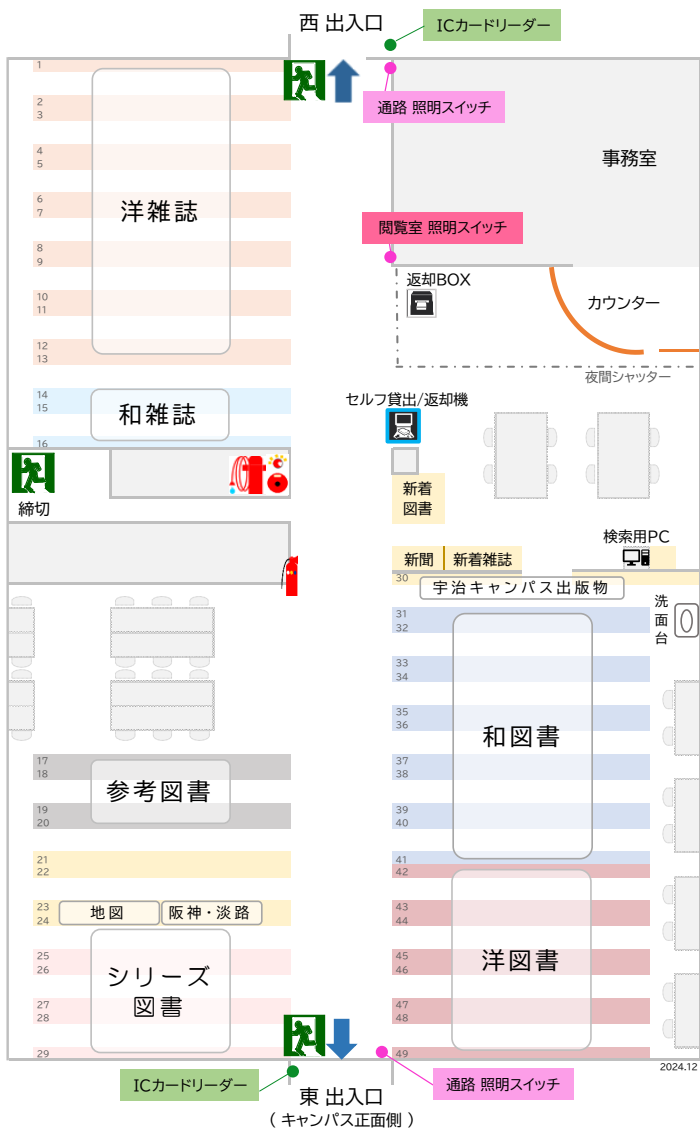 西 出入口
ICカードリーダー
通路 照明スイッチ
事務室
閲覧室 照明スイッチ
返却BOX
カウンター
夜間シャッター
1
2
3
4
5
6
7
洋雑誌
8
9
10
11
12
13
14
15
和雑誌
16
締切
セルフ貸出/返却機
新着
図書
新聞
新着雑誌
検索用PC
30
宇治キャンパス出版物
洗
面
台
31
32
33
34
35
36
和図書
37
38
39
40
41
42
43
44
45
46
洋図書
47
48
49
17
18
参考図書
19
20
21
22
23
24
地図
阪神・淡路
25
26
シリーズ
図書
27
28
29
2024.12
ICカードリーダー
東 出入口
( キャンパス正面側 )
通路 照明スイッチ